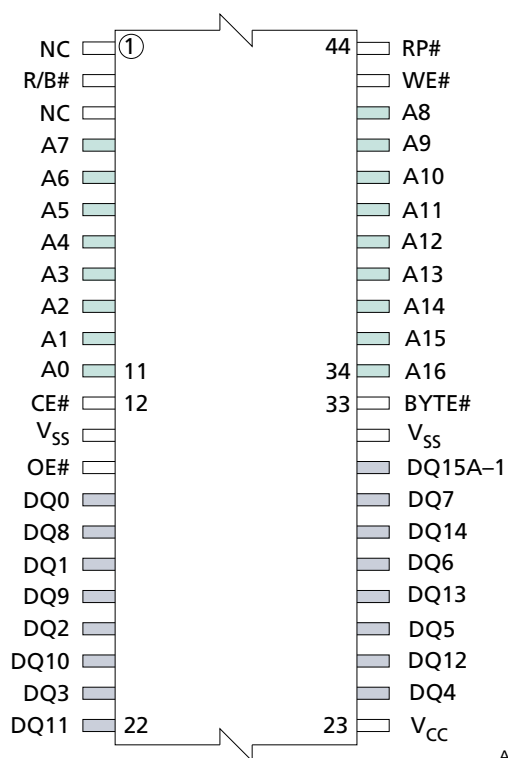 NC ① 44 RP#
R/B# WE#
NC A8
A7 A9
A6 A10
A5 A11
A4 A12
A3 A13
A2 A14
A1 A15
A0 11 34 A16
CE# 12 33 BYTE#
VSS VSS
OE# DQ15A–1
DQ0 DQ7
DQ8 DQ14
DQ1 DQ6
DQ9 DQ13
DQ2 DQ5
DQ10 DQ12
DQ3 DQ4
DQ11 22 23 VCC